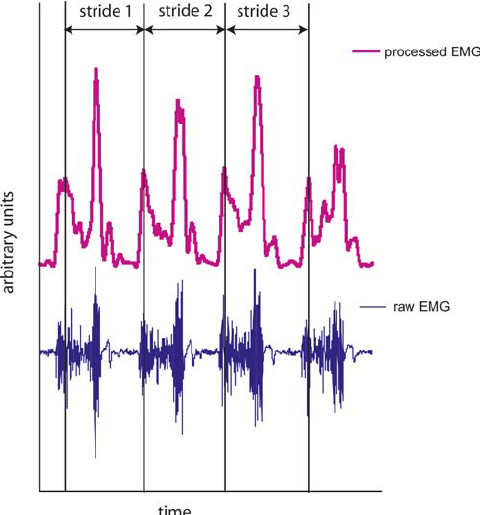 stride 1 stride 2 stride 3
processed EMG
arbitrary units
raw EMG
time